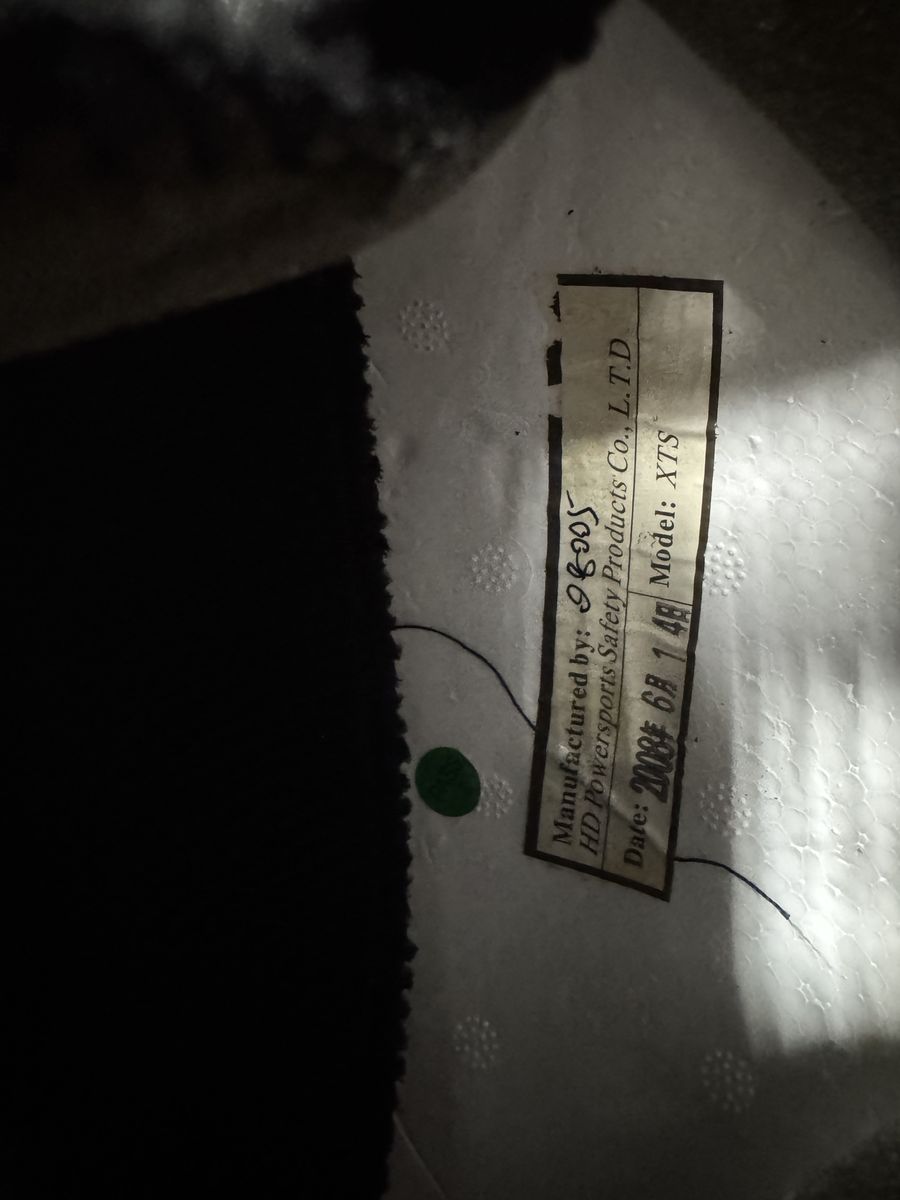 Manufactured by: 98005
HD Powersports Safety Products Co., L.T.D
Date: 2008年 6月 14日 Model: XTS